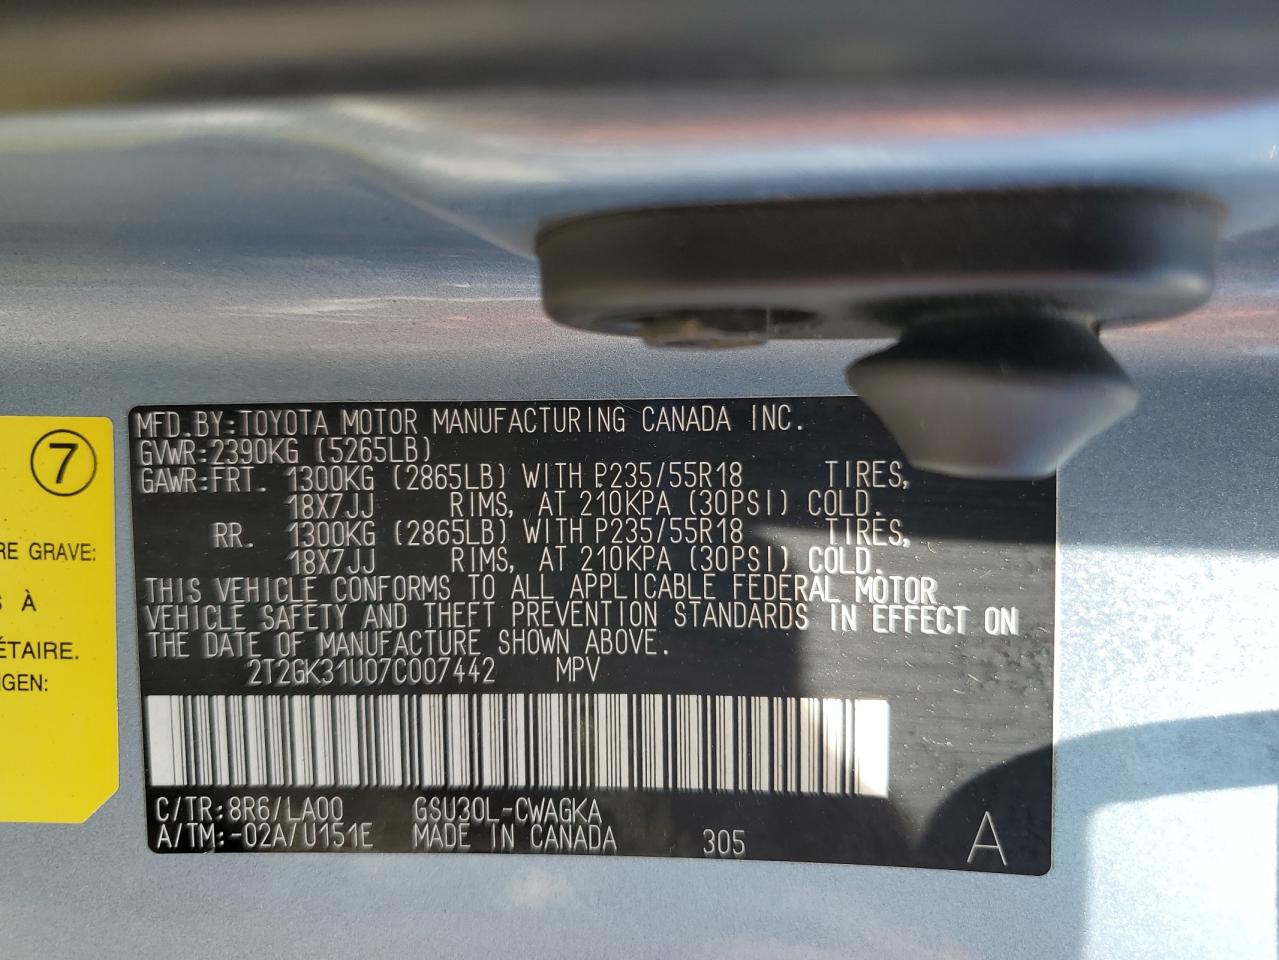 7
RE GRAVE:
S À
ÉTAIRE.
NGEN:
MFD.BY:TOYOTA MOTOR MANUFACTURING CANADA INC.
GVWR:2390KG (5265LB)
GAWR:FRT. 1300KG (2865LB) WITH P235/55R18 TIRES,
18X7JJ RIMS, AT 210KPA (30PSI) COLD.
RR. 1300KG (2865LB) WITH P235/55R18 TIRES,
18X7JJ RIMS, AT 210KPA (30PSI) COLD.
THIS VEHICLE CONFORMS TO ALL APPLICABLE FEDERAL MOTOR
VEHICLE SAFETY AND THEFT PREVENTION STANDARDS IN EFFECT ON
THE DATE OF MANUFACTURE SHOWN ABOVE.
2T2GK31U07C007442 MPV
C/TR:8R6/LA00 GSU30L-CWAGKA
A/TM:-02A/U151E MADE IN CANADA 305 A